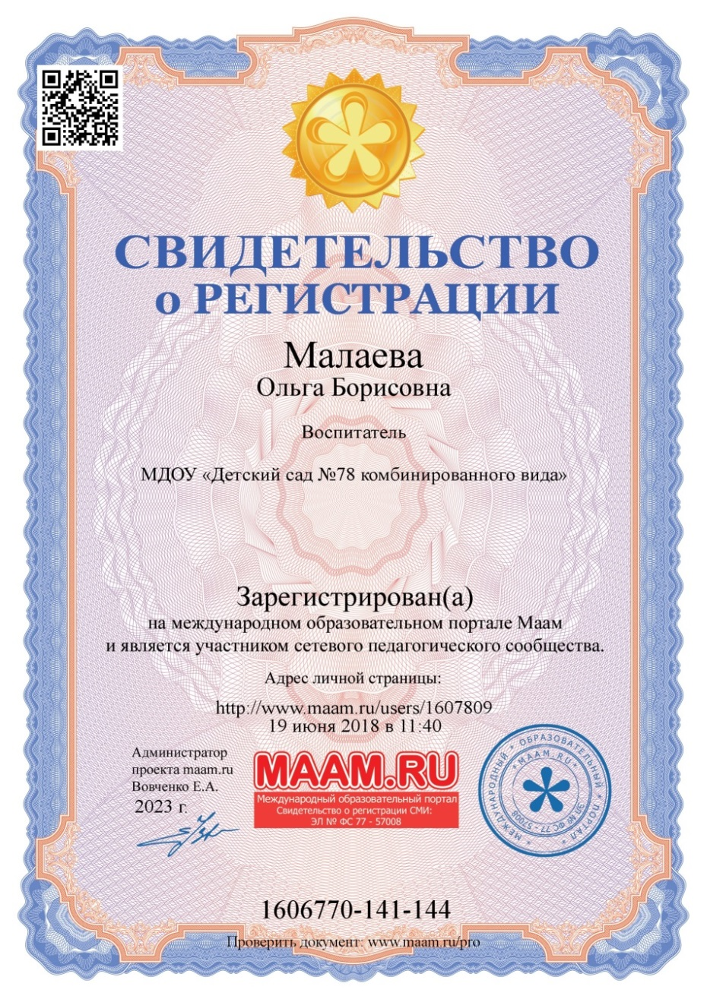 СВИДЕТЕЛЬСТВО
о РЕГИСТРАЦИИ
Малаева
Ольга Борисовна
Воспитатель
МДОУ «Детский сад №78 комбинированного вида»
Зарегистрирован(а)
на международном образовательном портале Маам
и является участником сетевого педагогического сообщества.
Адрес личной страницы:
http://www.maam.ru/users/1607809
19 июня 2018 в 11:40
Администратор
проекта maam.ru
Вовченко Е.А.
2023 г.
MAAM.RU
Международный образовательный портал
Свидетельство о регистрации СМИ:
ЭЛ № ФС 77 - 57008
* МЕЖДУНАРОДНЫЙ * ОБРАЗОВАТЕЛЬНЫЙ * ПОРТАЛ *
* MAAM.RU *
ЭЛ № ФС 77 - 57008
1606770-141-144
Проверить документ: www.maam.ru/pro